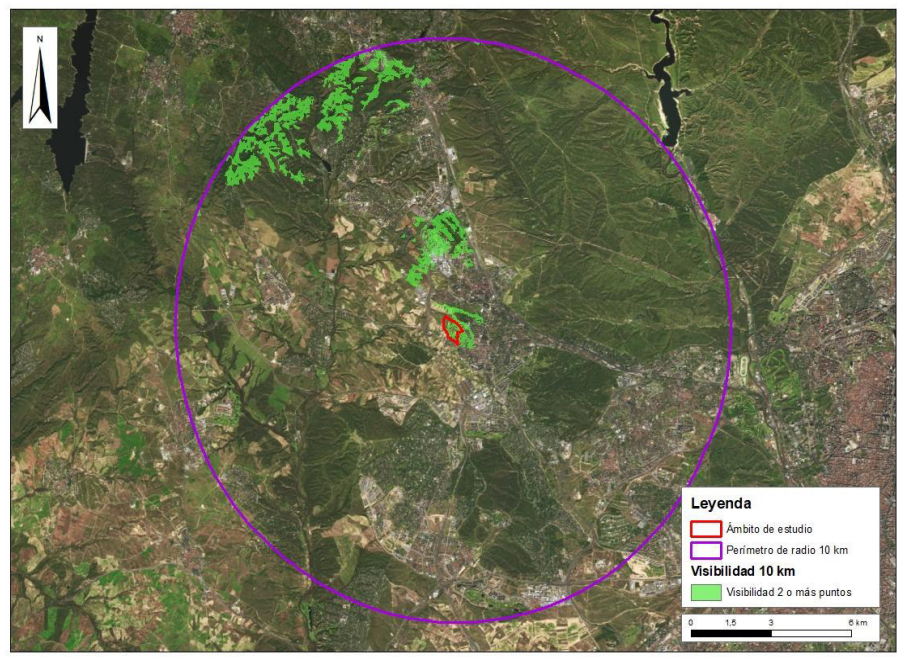 N
Leyenda
Ámbito de estudio
Perímetro de radio 10 km
Visibilidad 10 km
Visibilidad 2 o más puntos
0 1,5 3 6 km